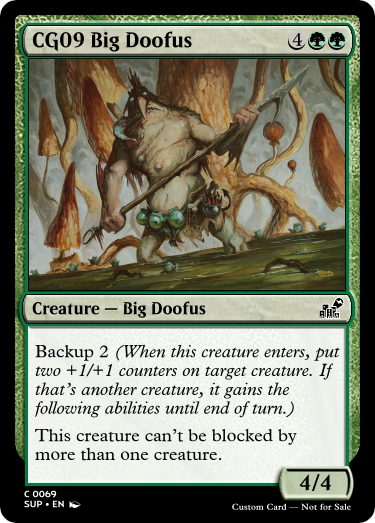 CG09 Big Doofus 4
Creature — Big Doofus
Backup 2 (When this creature enters, put
two +1/+1 counters on target creature. If
that's another creature, it gains the
following abilities until end of turn.)
This creature can't be blocked by
more than one creature.
4/4
C 0069
SUP • EN
Custom Card — Not for Sale